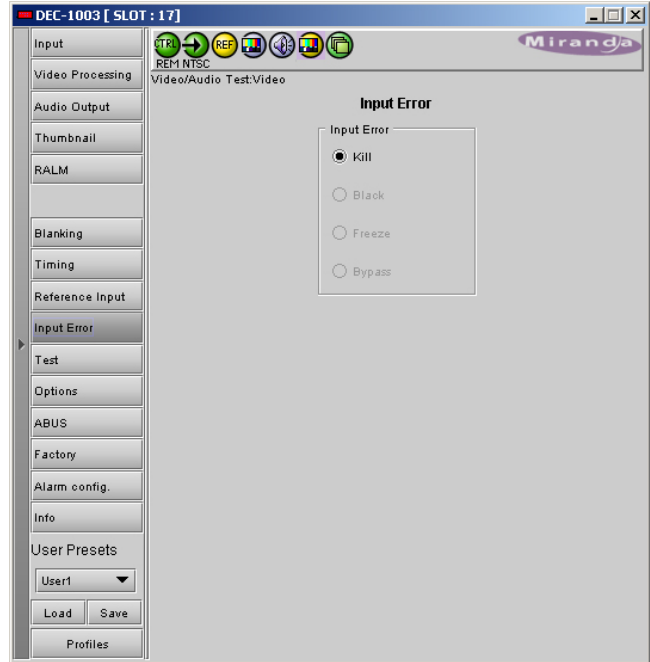 DEC-1003 [ SLOT : 17]
CTRL REF Miranda
REM NTSC
Video/Audio Test:Video
Input
Video Processing
Audio Output
Thumbnail
RALM
Blanking
Timing
Reference Input
Input Error
Test
Options
ABUS
Factory
Alarm config.
Info
User Presets
User1
Load Save
Profiles
Input Error
Input Error
Kill
Black
Freeze
Bypass